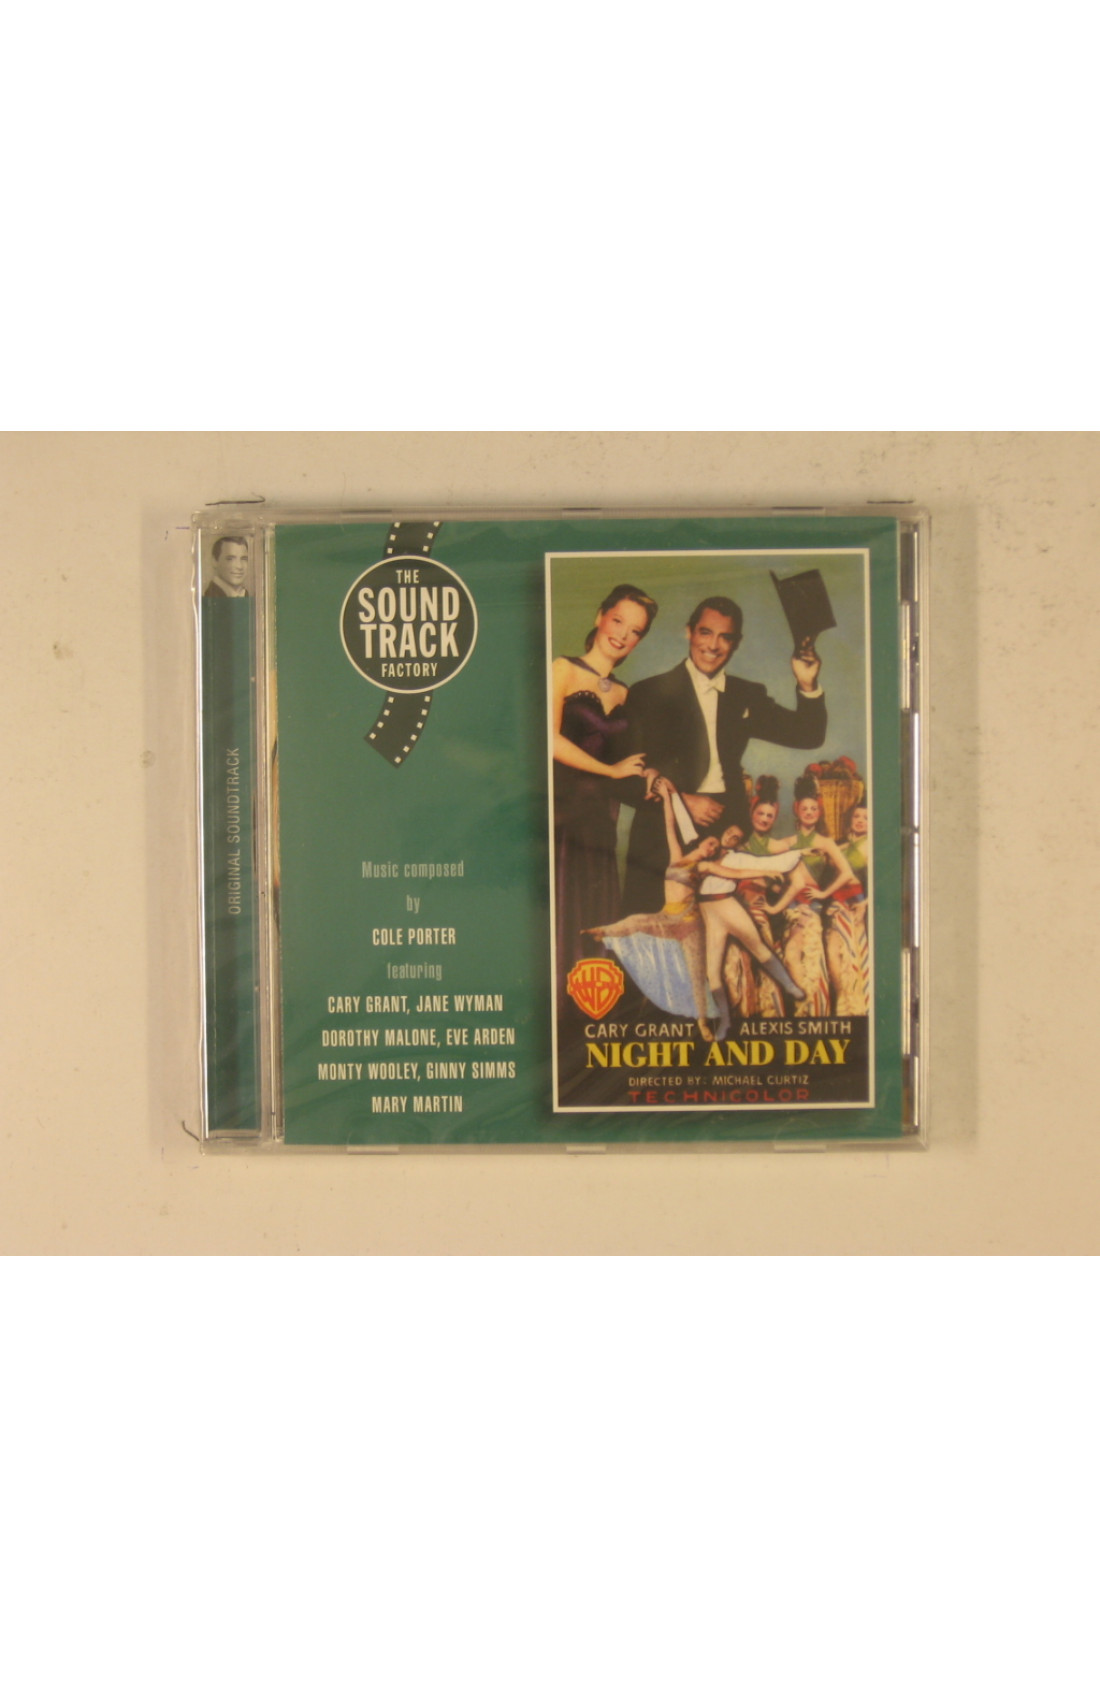 THE
SOUND
TRACK
FACTORY
ORIGINAL SOUNDTRACK
Music composed
by
COLE PORTER
featuring
CARY GRANT, JANE WYMAN
DOROTHY MALONE, EVE ARDEN
MONTY WOOLEY, GINNY SIMMS
MARY MARTIN
WB
CARY GRANT ALEXIS SMITH
NIGHT AND DAY
DIRECTED BY: MICHAEL CURTIZ
TECHNICOLOR